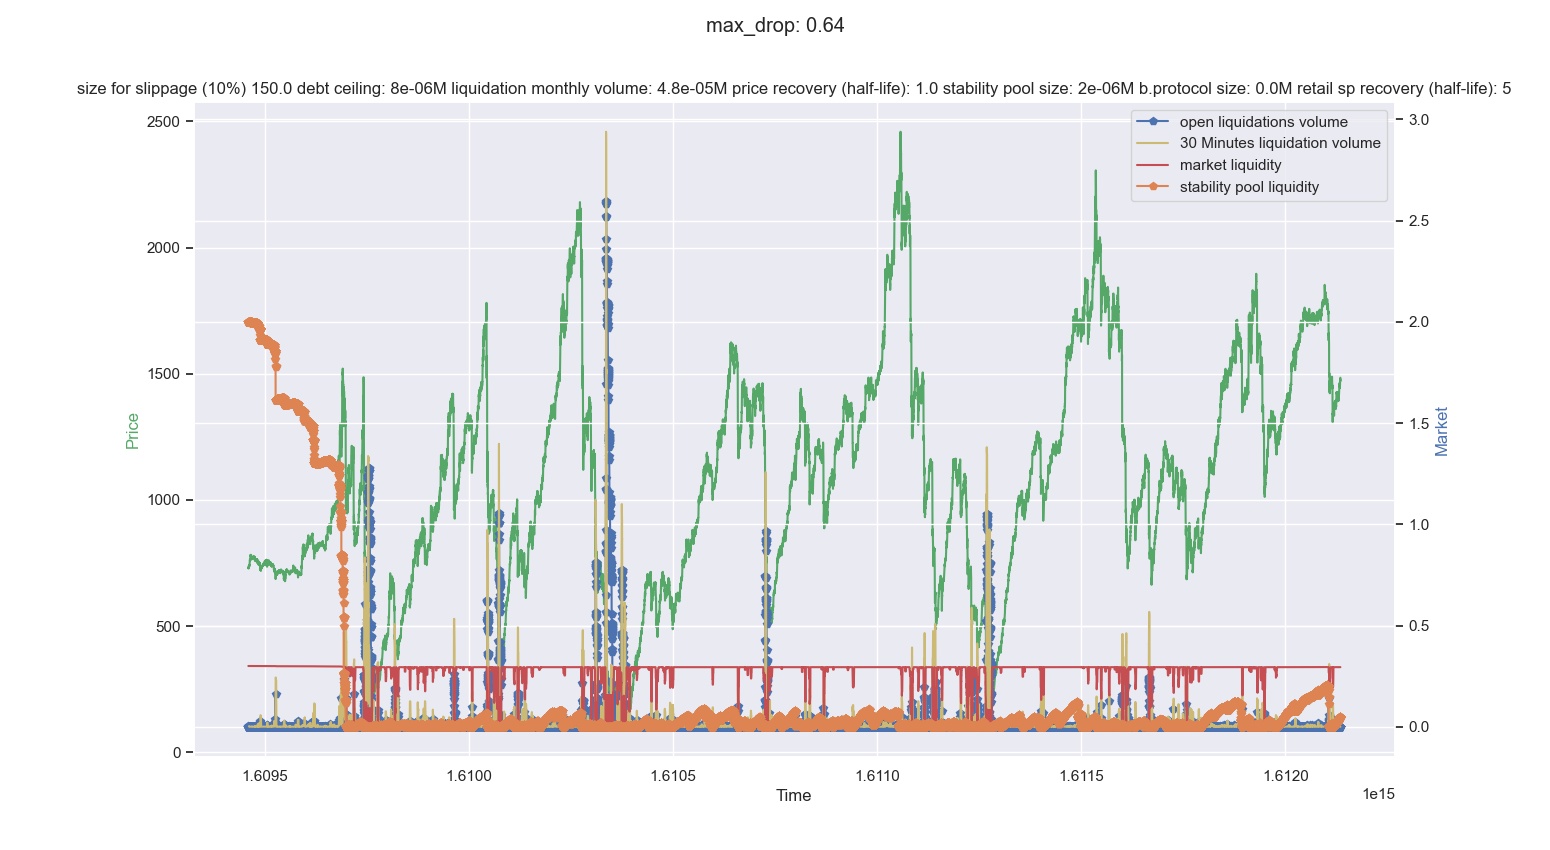 max_drop: 0.64
size for slippage (10%) 150.0 debt ceiling: 8e-06M liquidation monthly volume: 4.8e-05M price recovery (half-life): 1.0 stability pool size: 2e-06M b.protocol size: 0.0M retail sp recovery (half-life): 5
open liquidations volume
30 Minutes liquidation volume
market liquidity
stability pool liquidity
2500
2000
1500
1000
500
0
Price
3.0
2.5
2.0
1.5
1.0
0.5
0.0
Market
1.6095 1.6100 1.6105 1.6110 1.6115 1.6120
1e15
Time